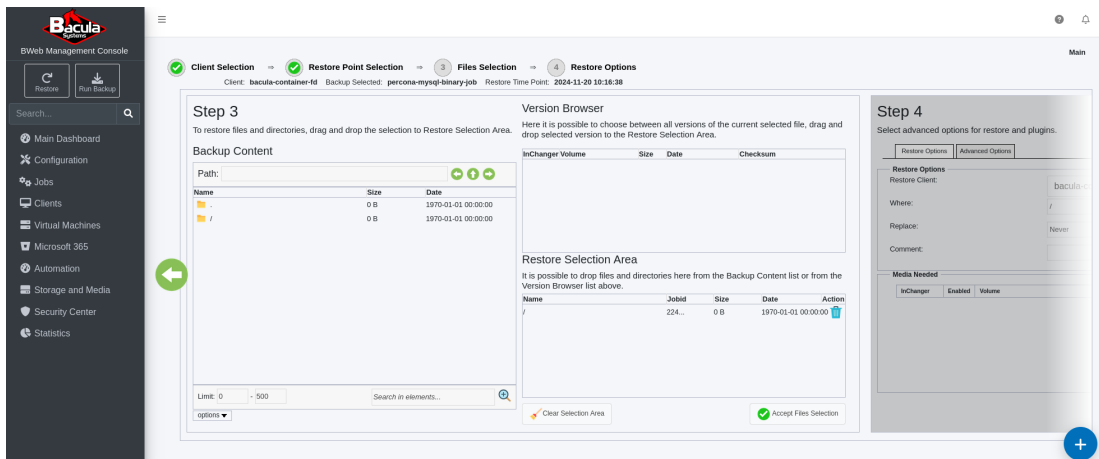 Bacula
Systems
BWeb Management Console
Restore
Run Backup
Search...
Main Dashboard
Configuration
Jobs
Clients
Virtual Machines
Microsoft 365
Automation
Storage and Media
Security Center
Statistics
Main
Client Selection ⇒ Restore Point Selection ⇒ 3 Files Selection ⇒ 4 Restore Options
Client: bacula-container-fd Backup Selected: percona-mysql-binary-job Restore Time Point: 2024-11-20 10:16:38
Step 3
To restore files and directories, drag and drop the selection to Restore Selection Area.
Backup Content
Path:
Name Size Date
. 0 B 1970-01-01 00:00:00
/ 0 B 1970-01-01 00:00:00
Limit: 0 - 500 Search in elements...
options
Version Browser
Here it is possible to choose between all versions of the current selected file, drag and
drop selected version to the Restore Selection Area.
InChanger Volume Size Date Checksum
Restore Selection Area
It is possible to drop files and directories here from the Backup Content list or from the
Version Browser list above.
Name Jobid Size Date Action
/ 224... 0 B 1970-01-01 00:00:00
Clear Selection Area
Accept Files Selection
Step 4
Select advanced options for restore and plugins.
Restore Options Advanced Options
Restore Options
Restore Client: bacula-c
Where: /
Replace: Never
Comment:
Media Needed
InChanger Enabled Volume